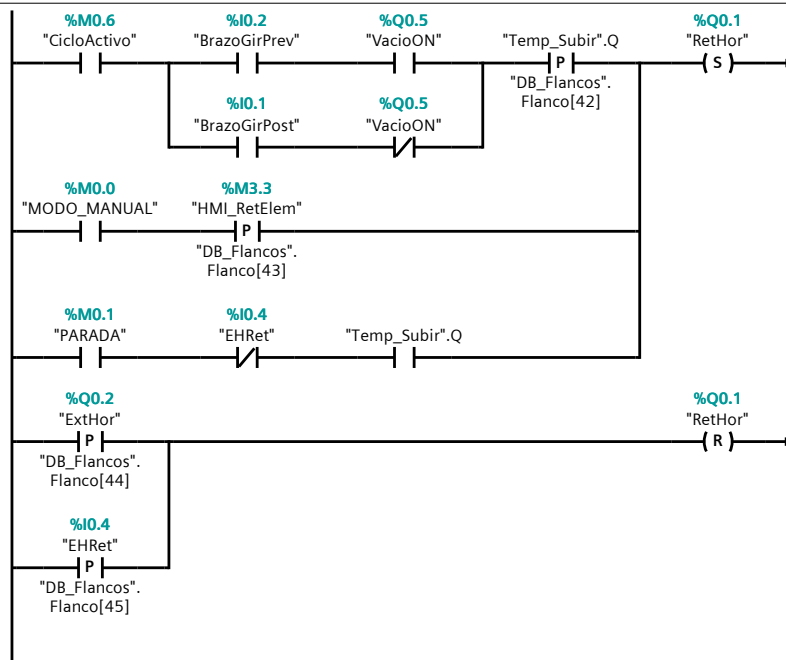 %M0.6 %I0.2 %Q0.5 %Q0.1
"CicloActivo" "BrazoGirPrev" "VacioON" "Temp_Subir".Q "RetHor"
P S
"DB_Flancos".
Flanco[42]
%I0.1 %Q0.5
"BrazoGirPost" "VacioON"
%M0.0 %M3.3
"MODO_MANUAL" "HMI_RetElem"
P
"DB_Flancos".
Flanco[43]
%M0.1 %I0.4
"PARADA" "EHRet" "Temp_Subir".Q
%Q0.2 %Q0.1
"ExtHor" "RetHor"
P R
"DB_Flancos".
Flanco[44]
%I0.4
"EHRet"
P
"DB_Flancos".
Flanco[45]